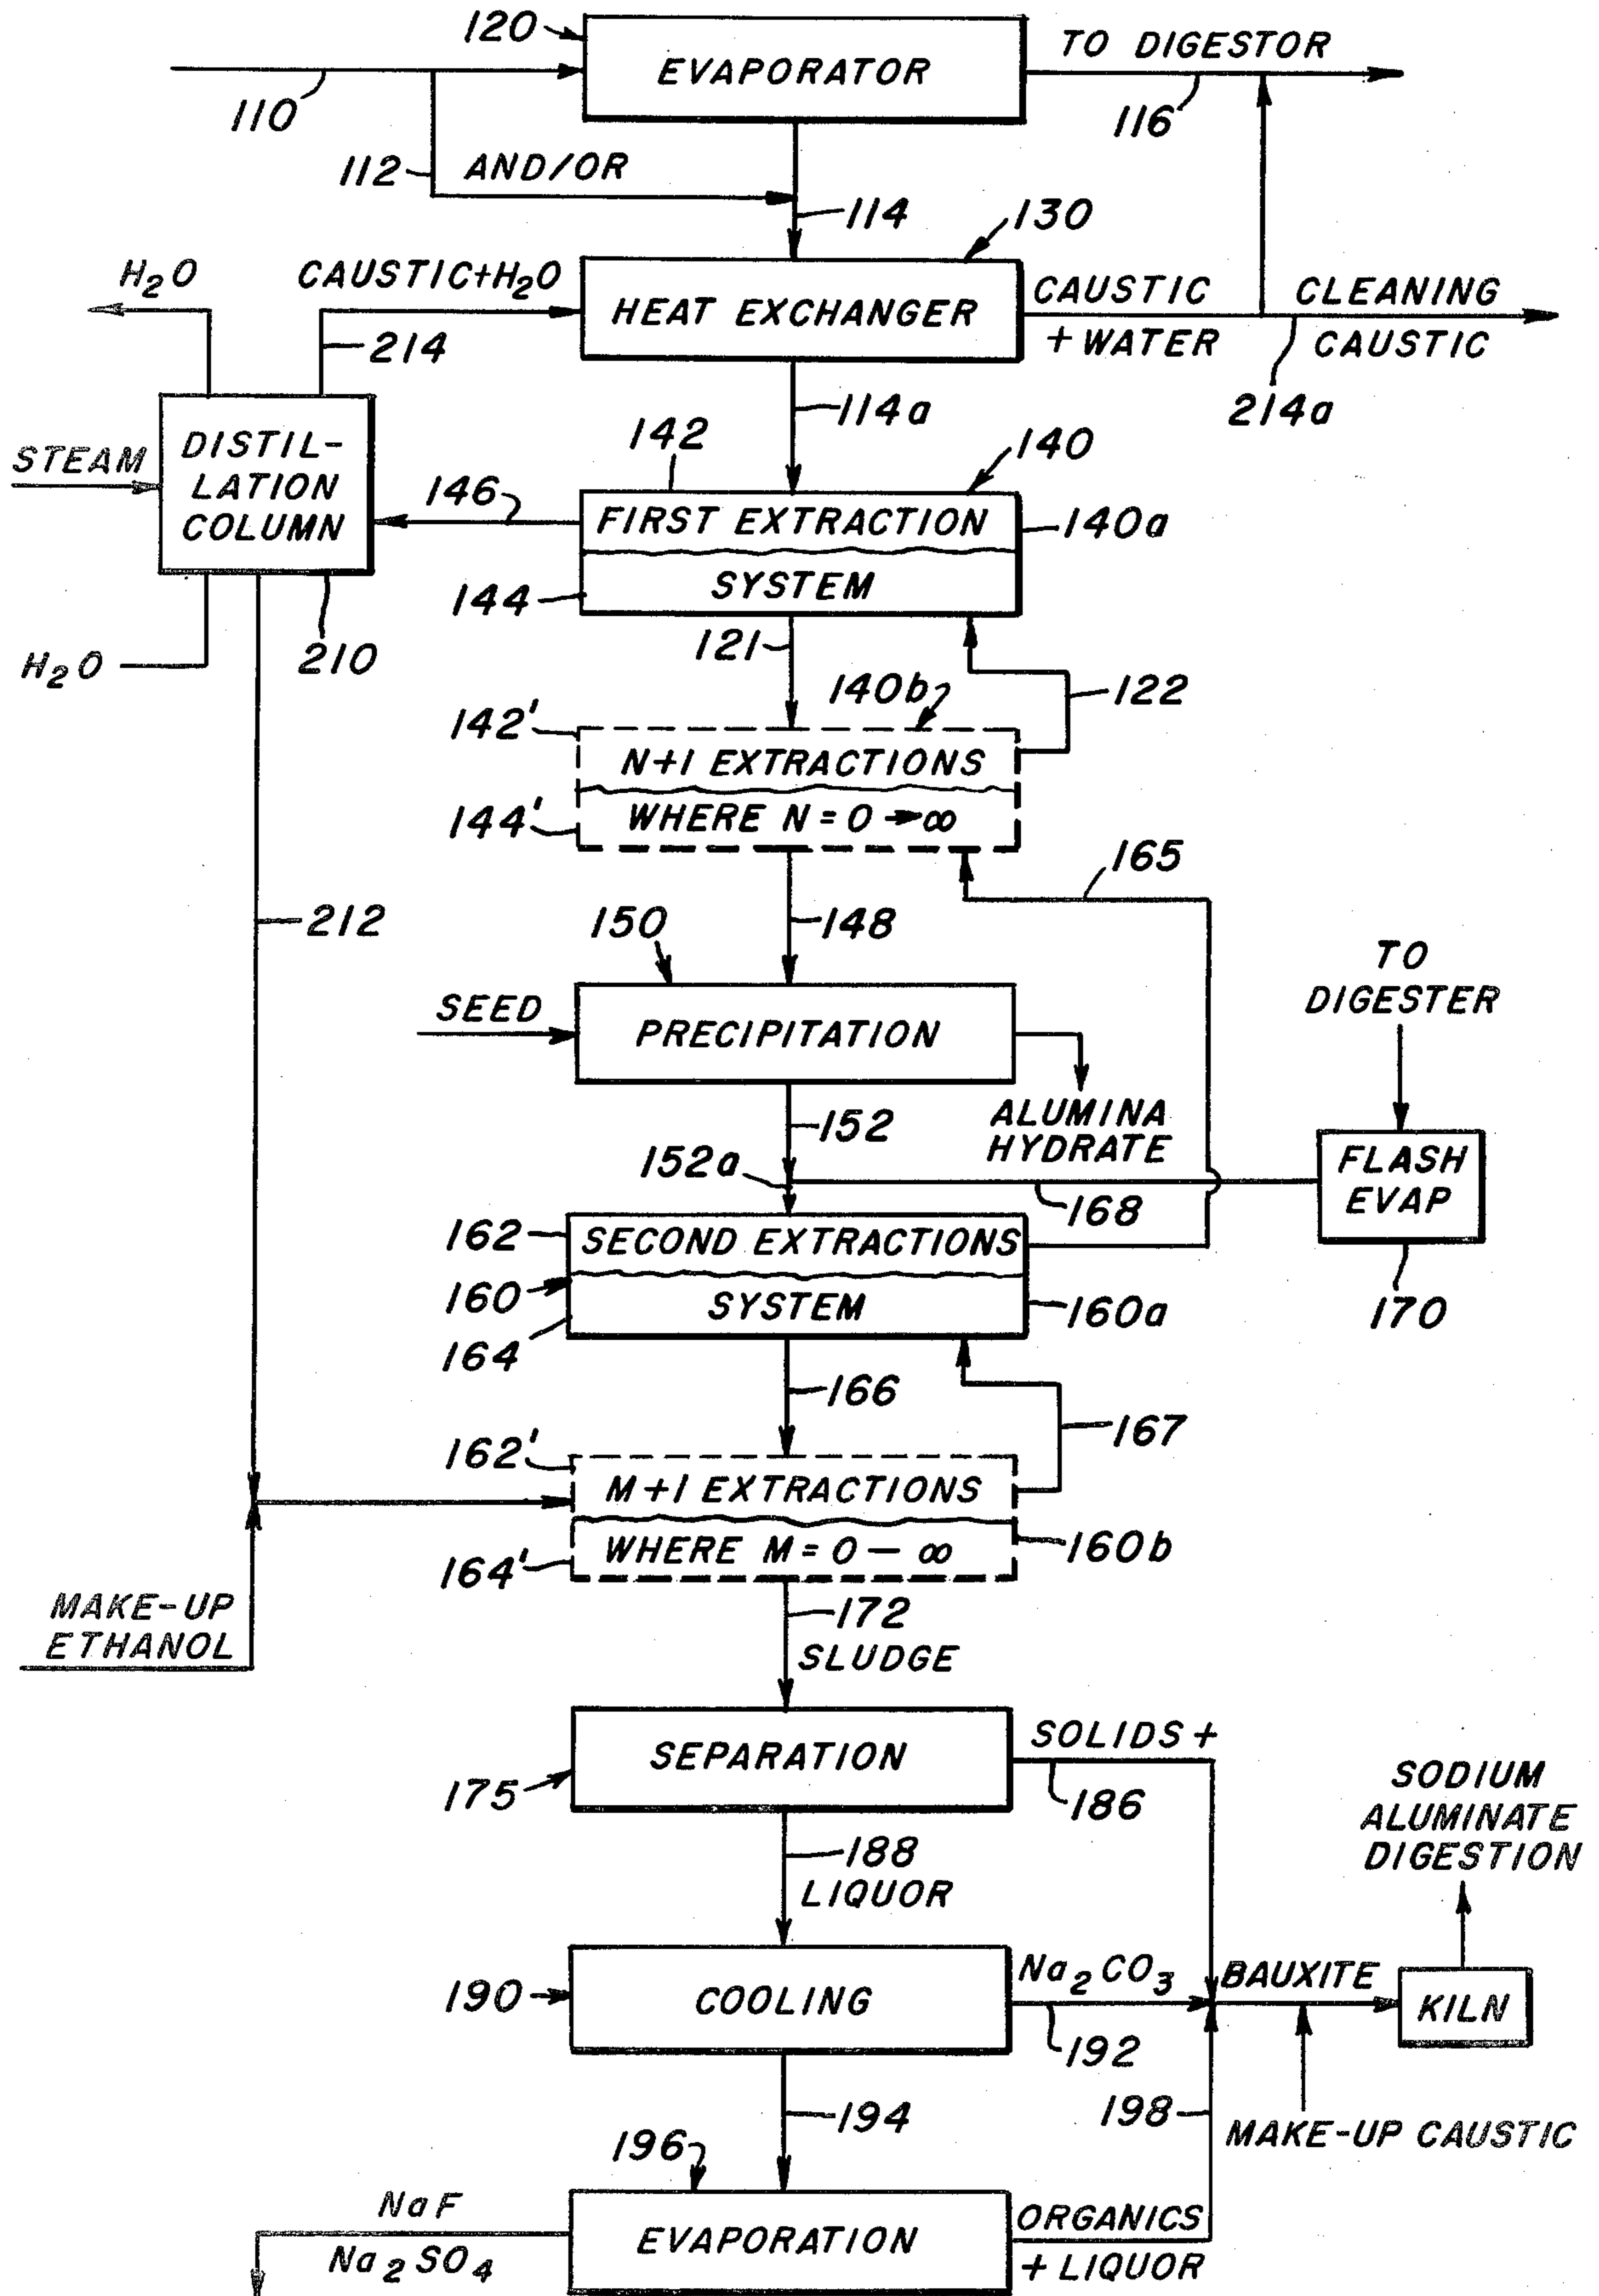 120
EVAPORATOR
TO DIGESTOR
110
116
112
AND/OR
114
130
H2O
CAUSTIC+H2O
HEAT EXCHANGER
CAUSTIC
+ WATER
CLEANING
CAUSTIC
214
214a
114a
STEAM
DISTIL-
LATION
COLUMN
142
140
146
FIRST EXTRACTION
140a
144
SYSTEM
H2O
210
121
122
140b
142'
N+1 EXTRACTIONS
144'
WHERE N = 0 → ∞
165
212
150
148
TO
DIGESTER
SEED
PRECIPITATION
152
ALUMINA
HYDRATE
152a
168
FLASH
EVAP
162
SECOND EXTRACTIONS
160
SYSTEM
160a
170
164
166
167
162'
M+1 EXTRACTIONS
164'
WHERE M = 0 — ∞
160b
MAKE-UP
ETHANOL
172
SLUDGE
175
SEPARATION
SOLIDS +
186
SODIUM
ALUMINATE
DIGESTION
188
LIQUOR
190
COOLING
Na2CO3
192
BAUXITE
KILN
194
198
MAKE-UP CAUSTIC
196
NaF
Na2SO4
EVAPORATION
ORGANICS
+ LIQUOR